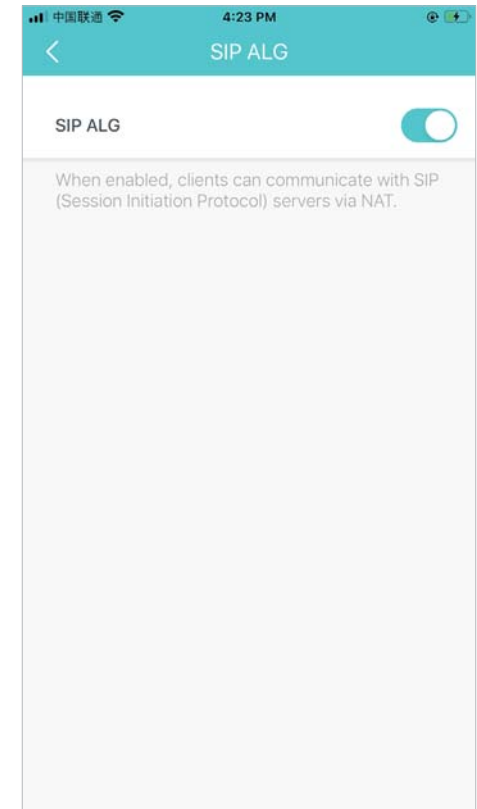 中国联通 4:23 PM
SIP ALG
SIP ALG
When enabled, clients can communicate with SIP
(Session Initiation Protocol) servers via NAT.